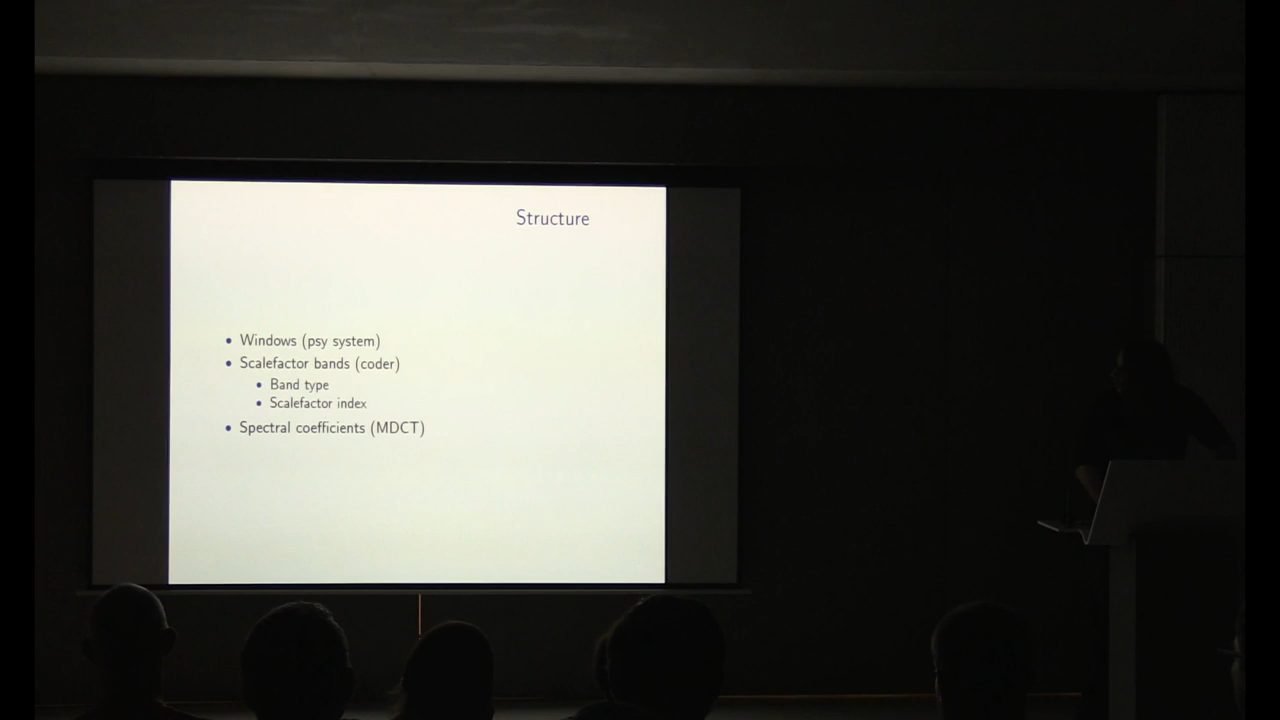 Structure
• Windows (psy system)
• Scalefactor bands (coder)
• Band type
• Scalefactor index
• Spectral coefficients (MDCT)